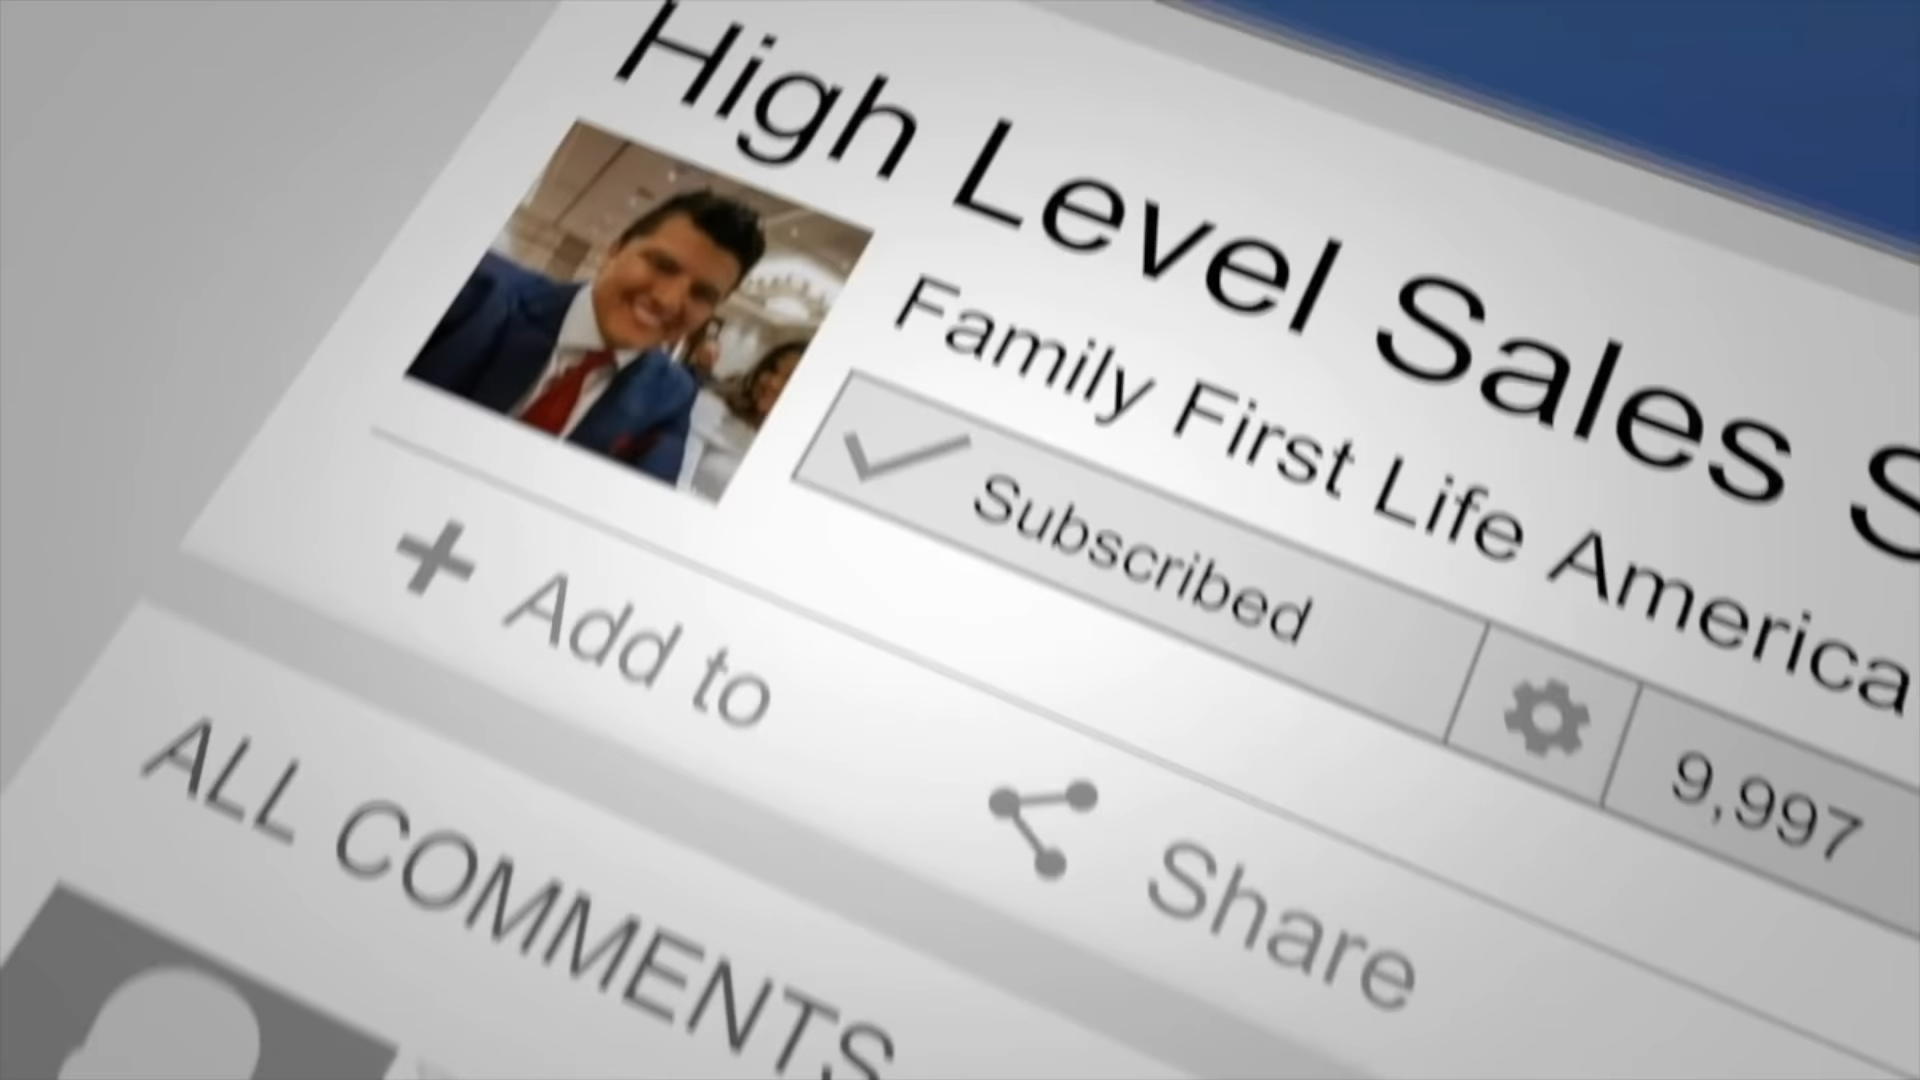 High Level Sales S
Family First Life America
Subscribed
9,997
Add to
Share
ALL COMMENTS